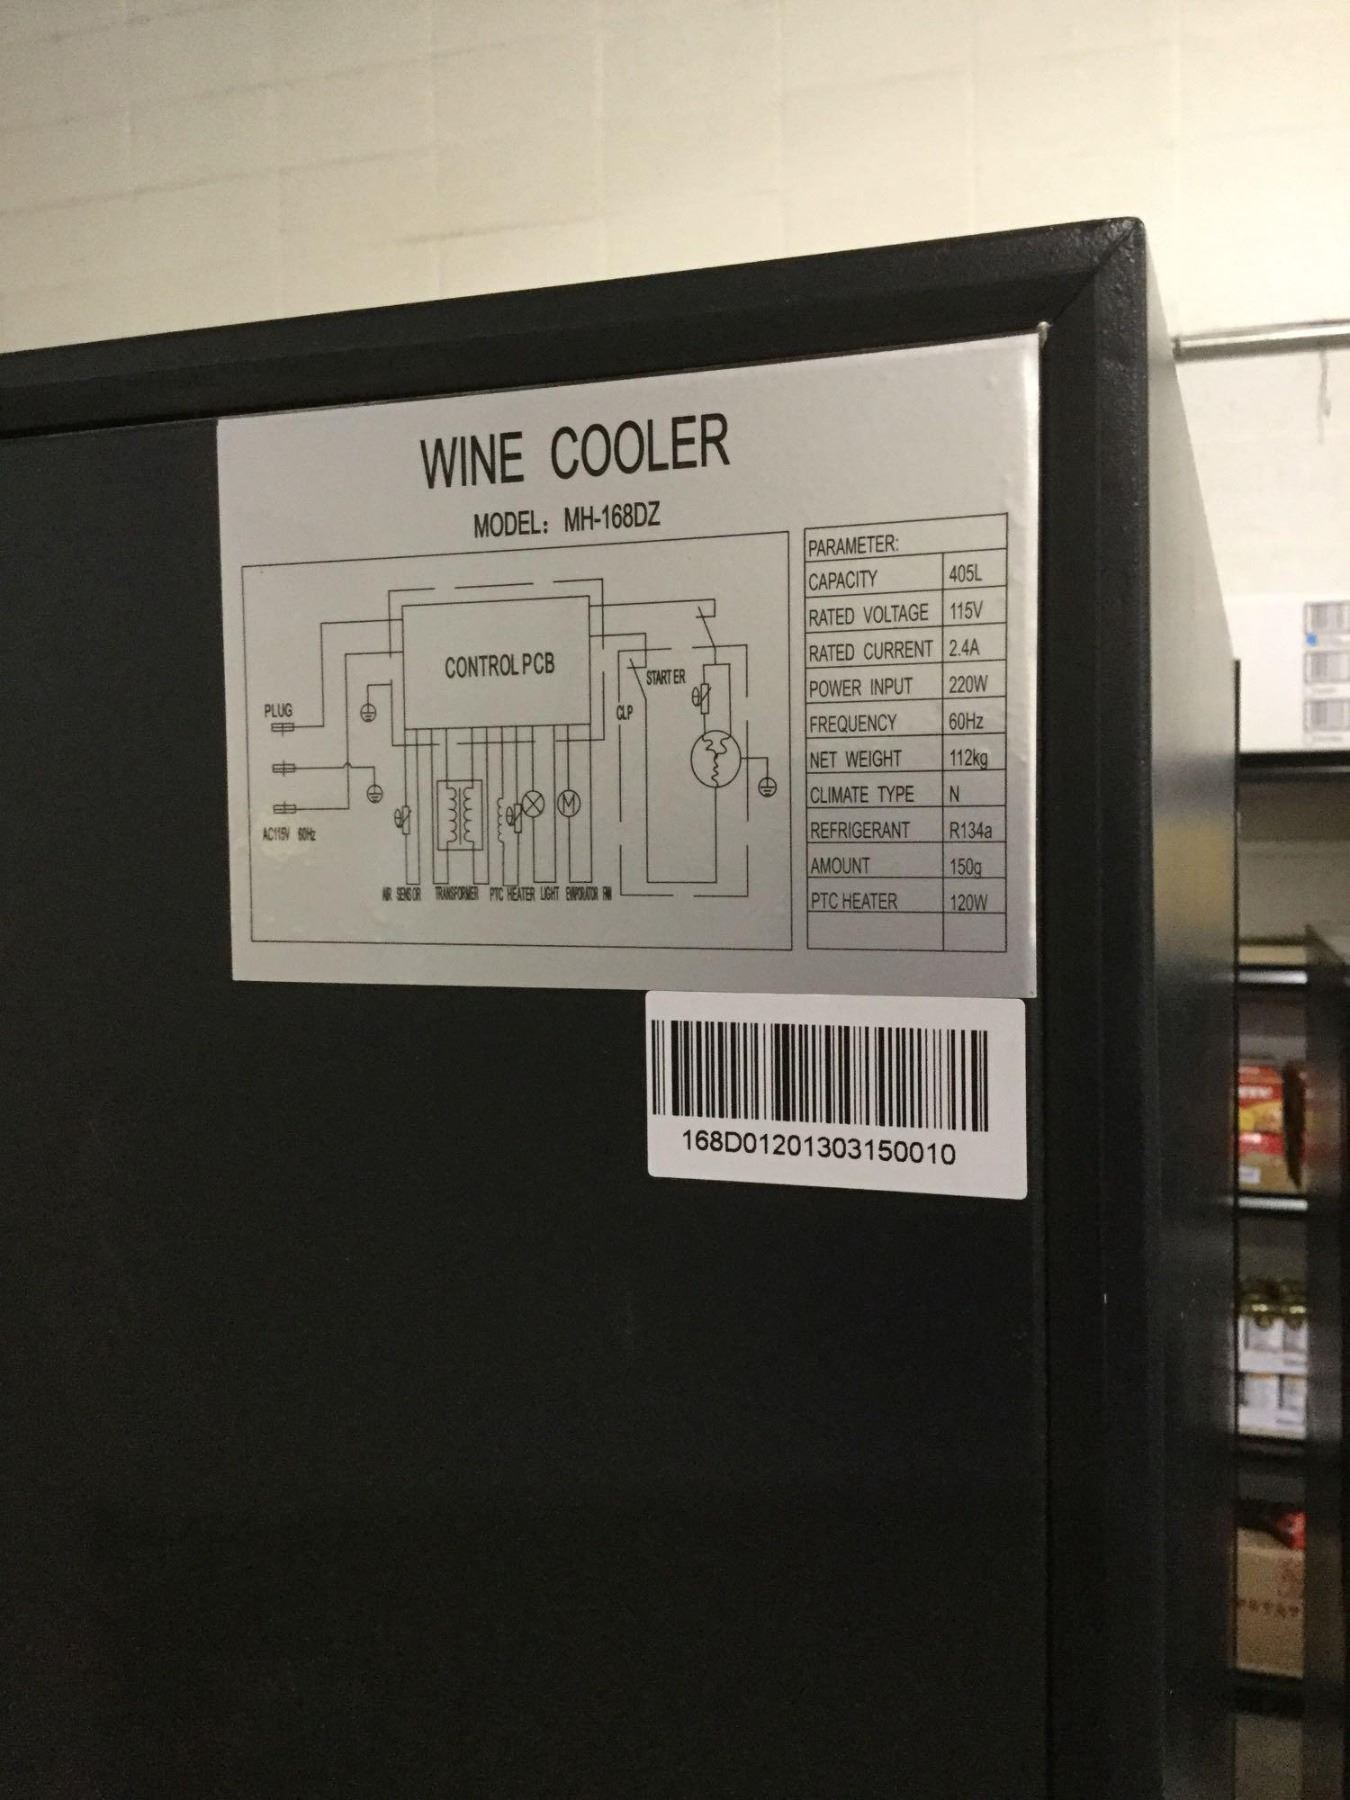 WINE COOLER
MODEL: MH-168DZ
CONTROL PCB
PLUG
AC115V 60Hz
STARTER
AIR SENSOR TRANSFORMER PTC HEATER LIGHT EVAPORATOR
PARAMETER:
CAPACITY 405L
RATED VOLTAGE 115V
RATED CURRENT 2.4A
POWER INPUT 220W
FREQUENCY 60Hz
NET WEIGHT 112kg
CLIMATE TYPE N
REFRIGERANT R134a
AMOUNT 150g
PTC HEATER 120W
168D01201303150010